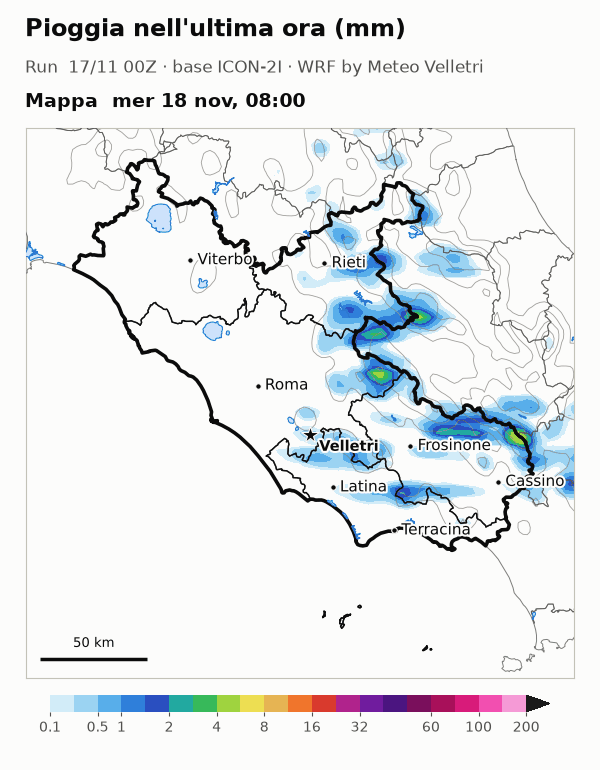 Pioggia nell'ultima ora (mm)
Run  17/11 00Z · base ICON-2I · WRF by Meteo Velletri
Mappa  mer 18 nov, 08:00
Viterbo
Rieti
Roma
Velletri
Frosinone
Latina
Cassino
Terracina
50 km
0.1 0.5 1 2 4 8 16 32 60 100 200